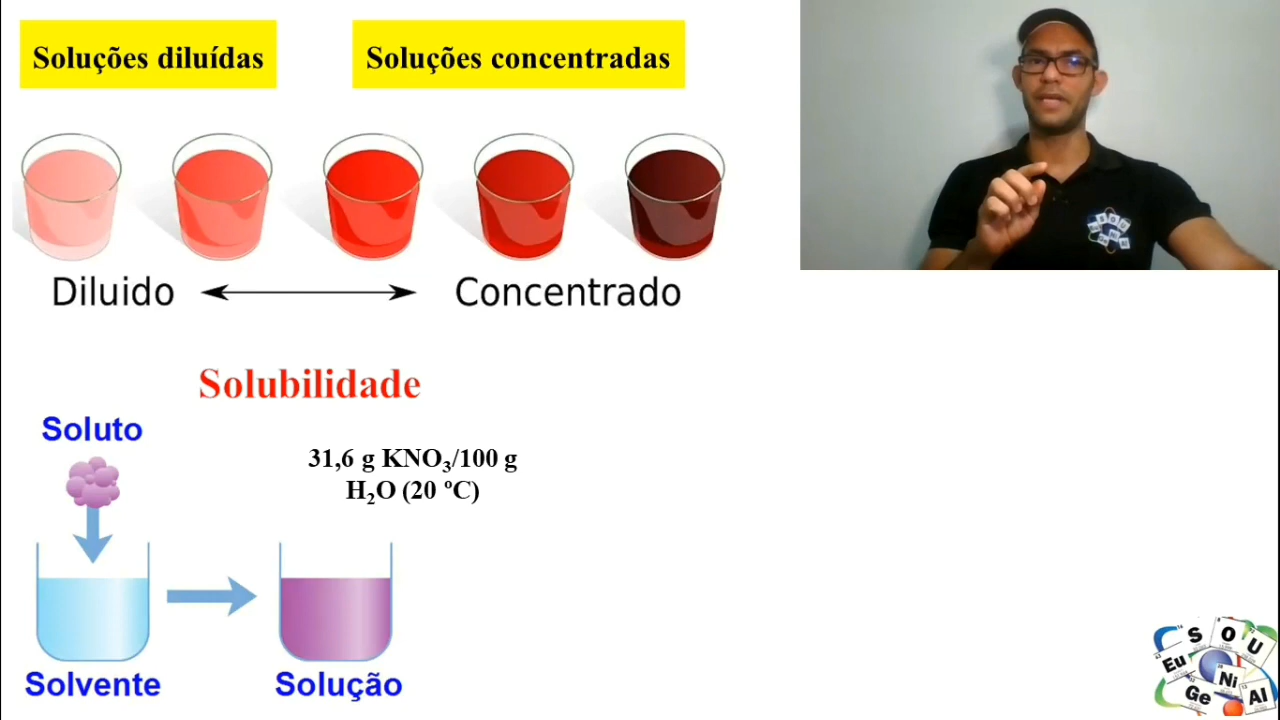 Soluções diluídas
Soluções concentradas
Diluido
Concentrado
Solubilidade
Soluto
31,6 g KNO₃/100 g
H₂O (20 ºC)
Solvente
Solução
S O U
Eu
Ni
Ge
Al